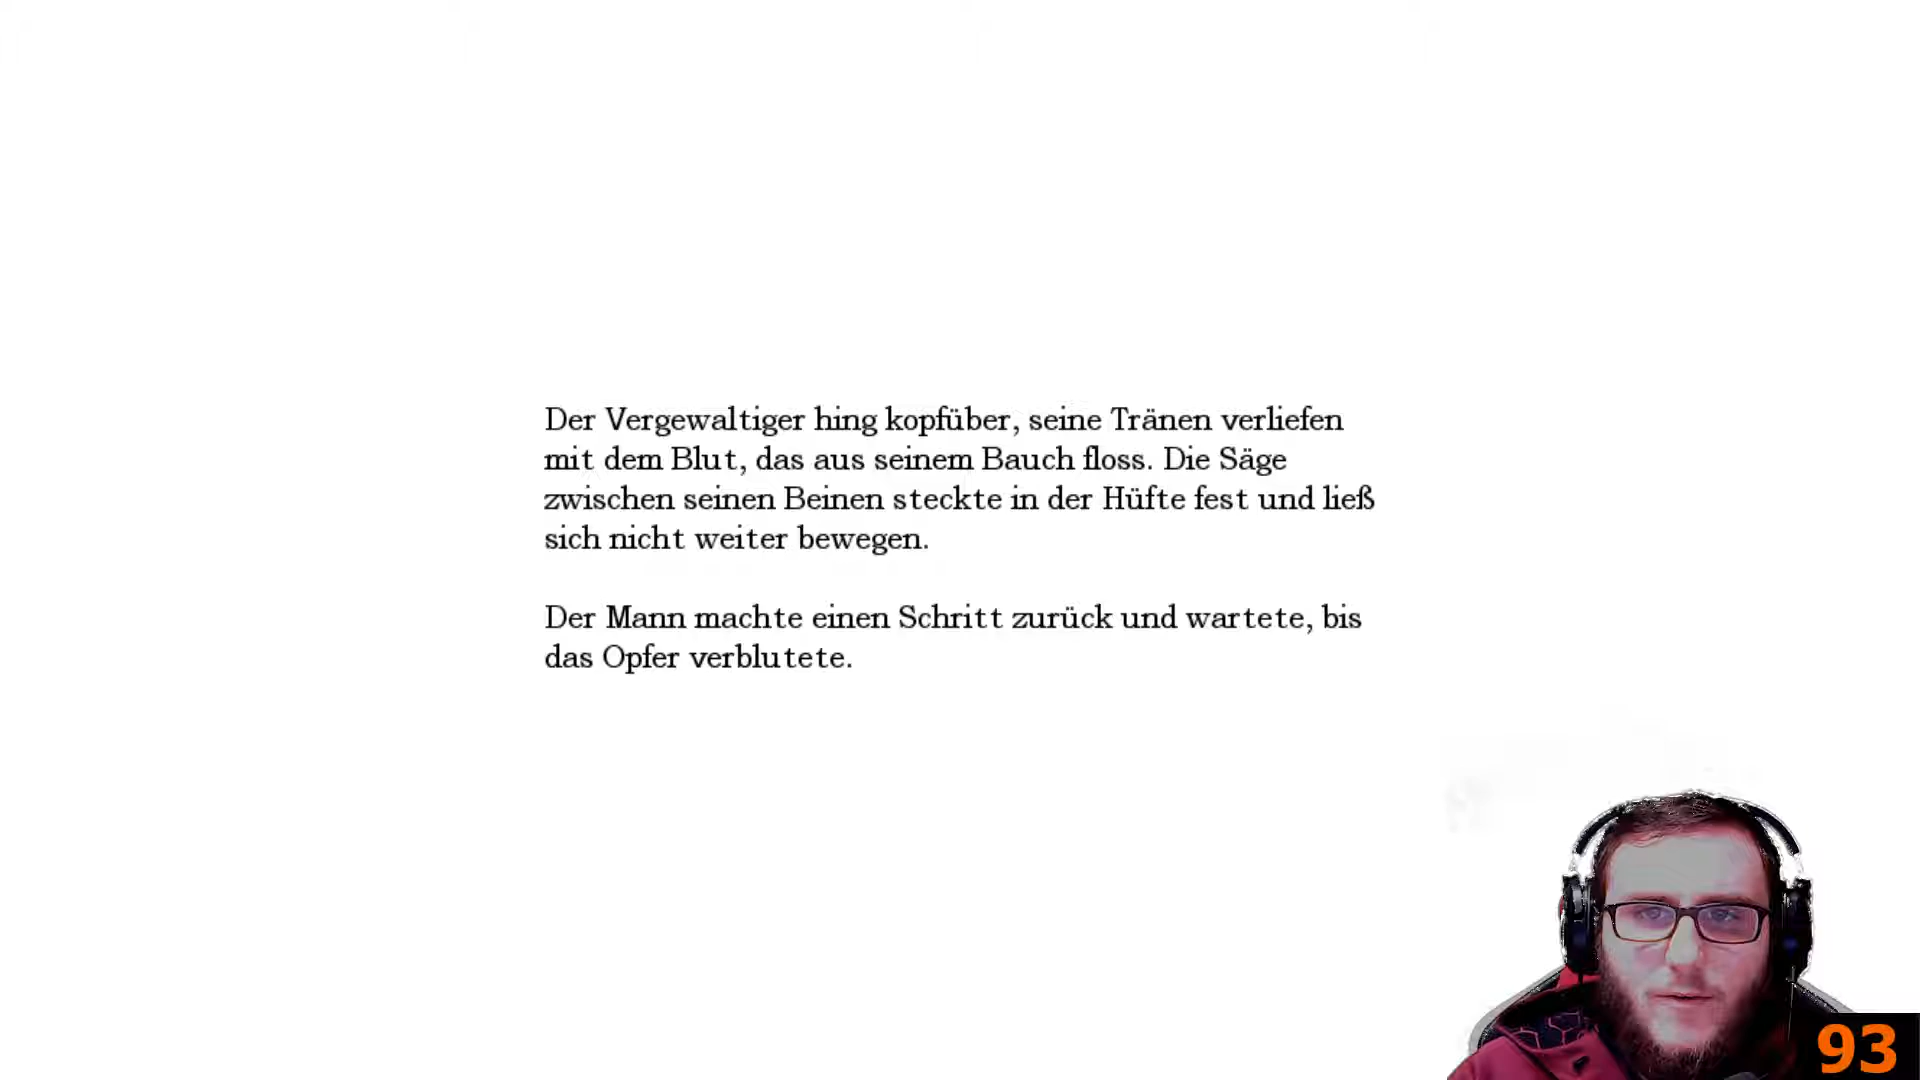 Der Vergewaltiger hing kopfüber, seine Tränen verliefen
mit dem Blut, das aus seinem Bauch floss. Die Säge
zwischen seinen Beinen steckte in der Hüfte fest und ließ
sich nicht weiter bewegen.
Der Mann machte einen Schritt zurück und wartete, bis
das Opfer verblutete.
93